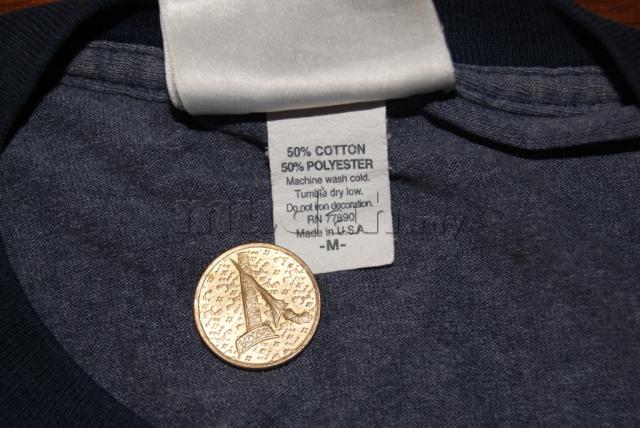 50% COTTON
50% POLYESTER
Machine wash cold.
Tumble dry low.
Do not iron decoration.
RN 77890
Made in U.S.A.
-M-